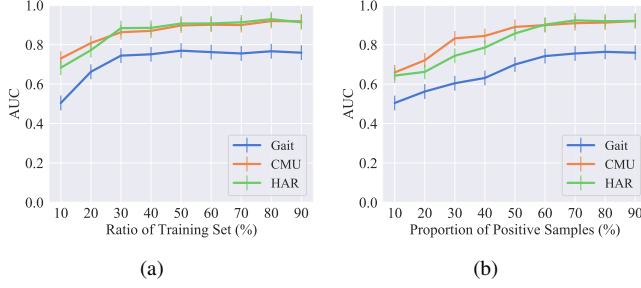 1.0
0.8
0.6
0.4
0.2
0.0
AUC
10 20 30 40 50 60 70 80 90
Ratio of Training Set (%)
Gait
CMU
HAR
(a)
1.0
0.8
0.6
0.4
0.2
0.0
AUC
10 20 30 40 50 60 70 80 90
Proportion of Positive Samples (%)
Gait
CMU
HAR
(b)